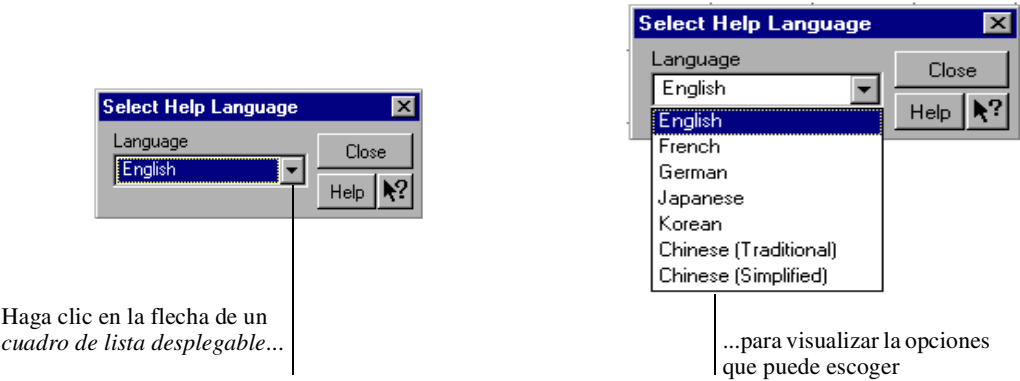 Select Help Language
Language
English
Close
Help
?
Haga clic en la flecha de un
cuadro de lista desplegable...
Select Help Language
Language
English
Close
Help
?
English
French
German
Japanese
Korean
Chinese (Traditional)
Chinese (Simplified)
...para visualizar la opciones
que puede escoger